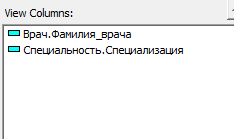 View Columns:
Врач.Фамилия_врача
Специальность.Специализация